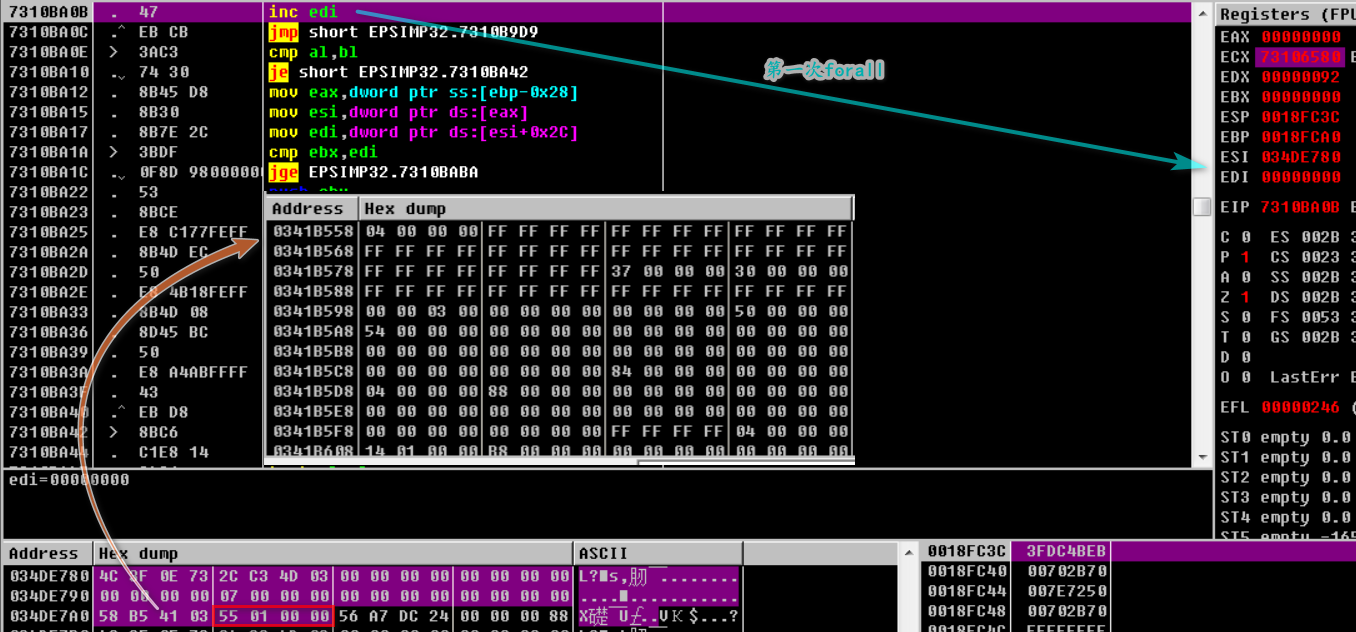 7310BA0B . 47 inc edi
7310BA0C .^ EB CB jmp short EPSIMP32.7310B9D9
7310BA0E > 3AC3 cmp al,bl
7310BA10 .v 74 30 je short EPSIMP32.7310BA42
7310BA12 . 8B45 D8 mov eax,dword ptr ss:[ebp-0x28]
7310BA15 . 8B30 mov esi,dword ptr ds:[eax]
7310BA17 . 8B7E 2C mov edi,dword ptr ds:[esi+0x2C]
7310BA1A > 3BDF cmp ebx,edi
7310BA1C .v 0F8D 98000000 jge EPSIMP32.7310BABA
7310BA22 . 53
7310BA23 . 8BCE
7310BA25 . E8 C177FEFF
7310BA2A . 8B4D EC
7310BA2D . 50
7310BA2E . E8 4B18FEFF
7310BA33 . 8B4D 08
7310BA36 . 8D45 BC
7310BA39 . 50
7310BA3A . E8 A4ABFFFF
7310BA3F . 43
7310BA40 .^ EB D8
7310BA42 > 8BC6
7310BA44 . C1E8 14
第一次forall
Address Hex dump
0341B558 04 00 00 00 FF FF FF FF FF FF FF FF FF FF FF FF
0341B568 FF FF FF FF FF FF FF FF FF FF FF FF FF FF FF FF
0341B578 FF FF FF FF FF FF FF FF 37 00 00 00 30 00 00 00
0341B588 FF FF FF FF FF FF FF FF FF FF FF FF FF FF FF FF
0341B598 00 00 03 00 00 00 00 00 00 00 00 00 50 00 00 00
0341B5A8 54 00 00 00 00 00 00 00 00 00 00 00 00 00 00 00
0341B5B8 00 00 00 00 00 00 00 00 00 00 00 00 00 00 00 00
0341B5C8 00 00 00 00 00 00 00 00 84 00 00 00 00 00 00 00
0341B5D8 04 00 00 00 88 00 00 00 00 00 00 00 00 00 00 00
0341B5E8 00 00 00 00 00 00 00 00 00 00 00 00 00 00 00 00
0341B5F8 00 00 00 00 00 00 00 00 FF FF FF FF 04 00 00 00
0341B608 14 01 00 00 B8 00 00 00 00 00 00 00 00 00 00 00
Registers (FPU
EAX 00000000
ECX 73106580
EDX 00000092
EBX 00000000
ESP 0018FC3C
EBP 0018FCA0
ESI 034DE780
EDI 00000000
EIP 7310BA0B
C 0 ES 002B
P 1 CS 0023
A 0 SS 002B
Z 1 DS 002B
S 0 FS 0053
T 0 GS 002B
D 0
O 0 LastErr
EFL 00000246
ST0 empty 0.0
ST1 empty 0.0
ST2 empty 0.0
ST3 empty 0.0
ST4 empty 0.0
ST5 empty -165
edi=00000000
Address Hex dump ASCII
034DE780 4C 3F 0E 73 2C C3 4D 03 00 00 00 00 00 00 00 00
034DE790 00 00 00 00 07 00 00 00 00 00 00 00 00 00 00 00
034DE7A0 58 B5 41 03 55 01 00 00 56 A7 DC 24 00 00 00 88
0018FC3C 3FDC4BEB
0018FC40 00702B70
0018FC44 007E7250
0018FC48 00702B70
0018FC4C FFFFFFFF